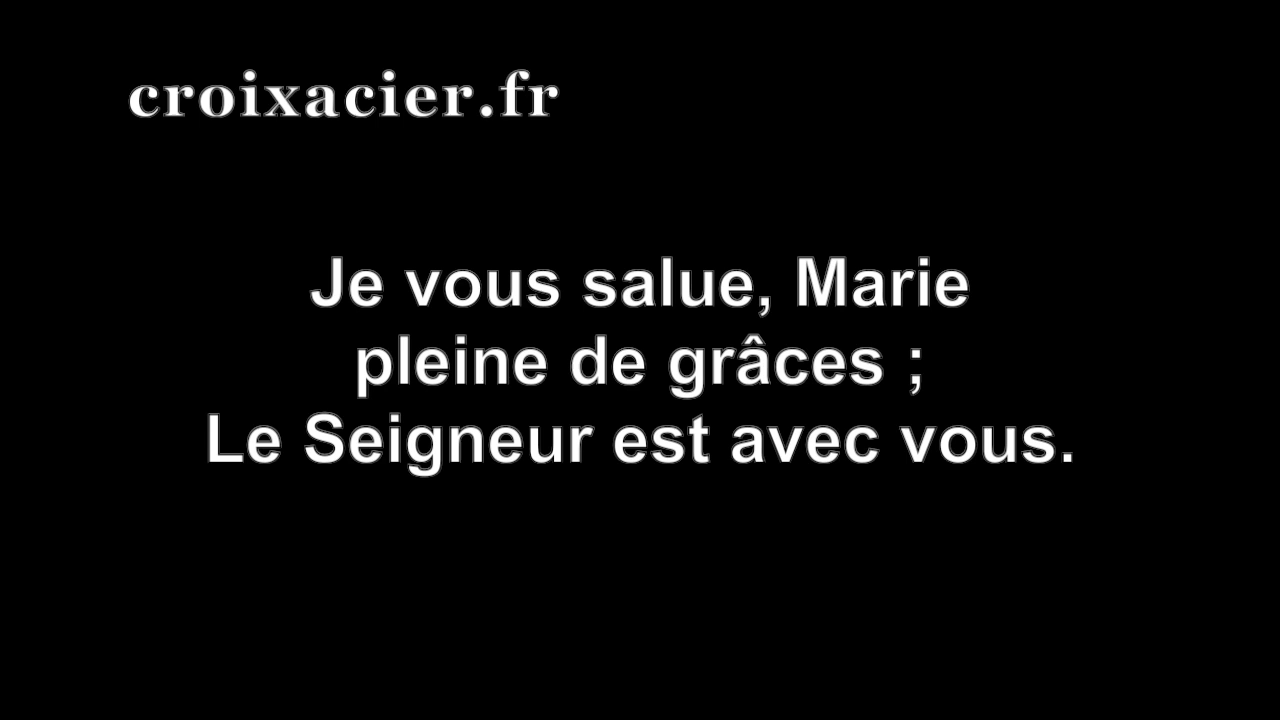 croixacier.fr
Je vous salue, Marie
pleine de grâces ;
Le Seigneur est avec vous.